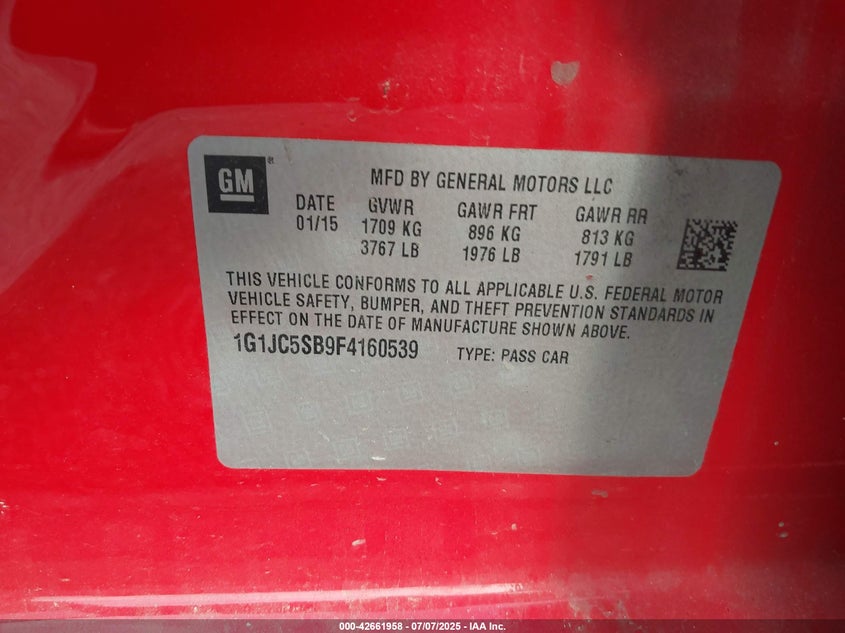 GM ®
MFD BY GENERAL MOTORS LLC
DATE GVWR GAWR FRT GAWR RR
01/15 1709 KG 896 KG 813 KG
3767 LB 1976 LB 1791 LB
THIS VEHICLE CONFORMS TO ALL APPLICABLE U.S. FEDERAL MOTOR
VEHICLE SAFETY, BUMPER, AND THEFT PREVENTION STANDARDS IN
EFFECT ON THE DATE OF MANUFACTURE SHOWN ABOVE.
1G1JC5SB9F4160539 TYPE: PASS CAR
000-42661958 - 07/07/2025 - IAA Inc.